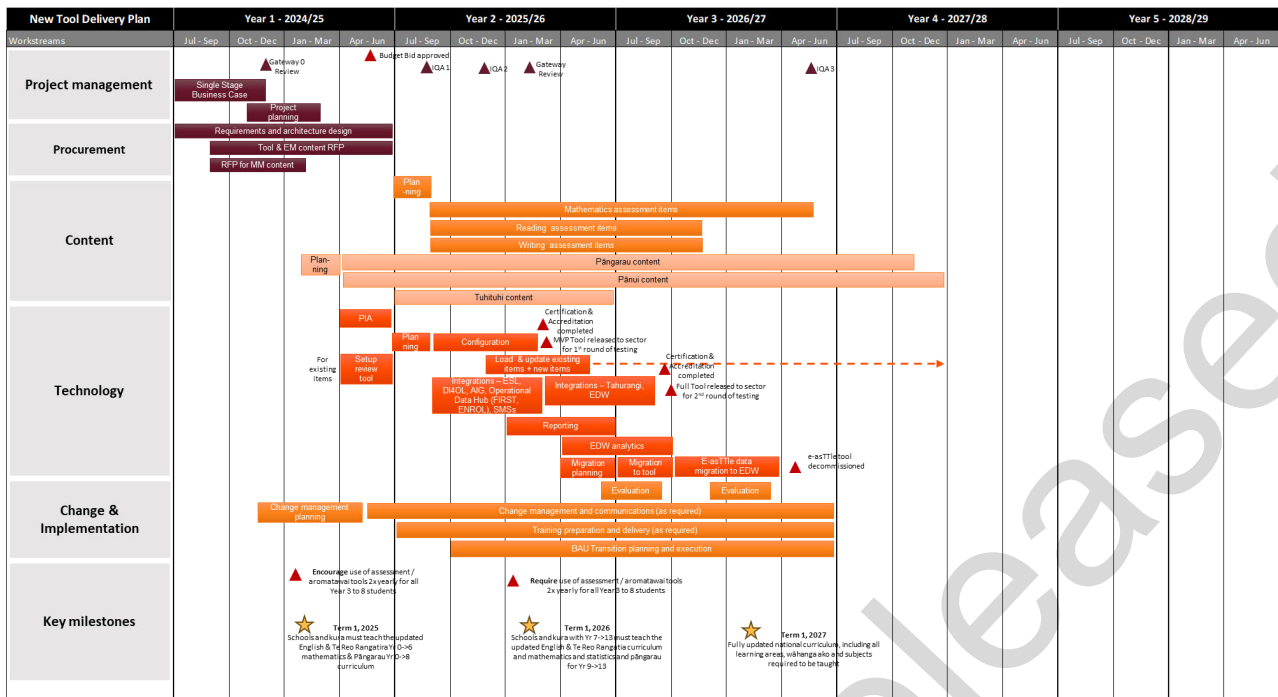 New Tool Delivery Plan
Year 1 - 2024/25
Year 2 - 2025/26
Year 3 - 2026/27
Year 4 - 2027/28
Year 5 - 2028/29
Workstreams
Jul - Sep
Oct - Dec
Jan - Mar
Apr - Jun
Jul - Sep
Oct - Dec
Jan - Mar
Apr - Jun
Jul - Sep
Oct - Dec
Jan - Mar
Apr - Jun
Jul - Sep
Oct - Dec
Jan - Mar
Apr - Jun
Jul - Sep
Oct - Dec
Jan - Mar
Apr - Jun
Project management
Gateway 0
Review
Budget Bid approved
IQA1
IQA2
Gateway
Review
IQA3
Single Stage
Business Case
Project
planning
Procurement
Requirements and architecture design
Tool & EM content RFP
RFP for MM content
Content
Plan
-ning
Mathematics assessment items
Reading assessment items
Writing assessment items
Plan-
ning
Pāngarau content
Pānui content
Tuhituhi content
Technology
PIA
Certification &
Accreditation
completed
Plan
ning
Configuration
MVP Tool released to sector
for 1st round of testing
For
existing
items
Setup
review
tool
Load & update existing
items + new items
Certification &
Accreditation
completed
Integrations – ESL,
DI4OL, AIG, Operational
Data Hub (FIRST,
ENROL), SMSs
Integrations – Tahurangi,
EDW
Full Tool released to sector
for 2nd round of testing
Reporting
EDW analytics
Migration
planning
Migration
to tool
E-asTTle data
migration to EDW
e-asTTle tool
decommissioned
Change &
Implementation
Evaluation
Evaluation
Change management
planning
Change management and communications (as required)
Training preparation and delivery (as required)
BAU Transition planning and execution
Key milestones
Encourage use of assessment /
aromatawai tools 2x yearly for all
Year 3 to 8 students
Require use of assessment / aromatawai tools
2x yearly for all Year 3 to 8 students
Term 1, 2025
Schools and kura must teach the updated
English & Te Reo Rangatira Yr 0->6
mathematics & Pāngarau Yr 0->8
curriculum
Term 1, 2026
Schools and kura with Yr 7->13 must teach the
updated English & Te Reo Rangatia curriculum
and mathematics and statistics and pāngarau
for Yr 9->13
Term 1, 2027
Fully updated national curriculum, including all
learning areas, wāhanga ako and subjects
required to be taught
eleased